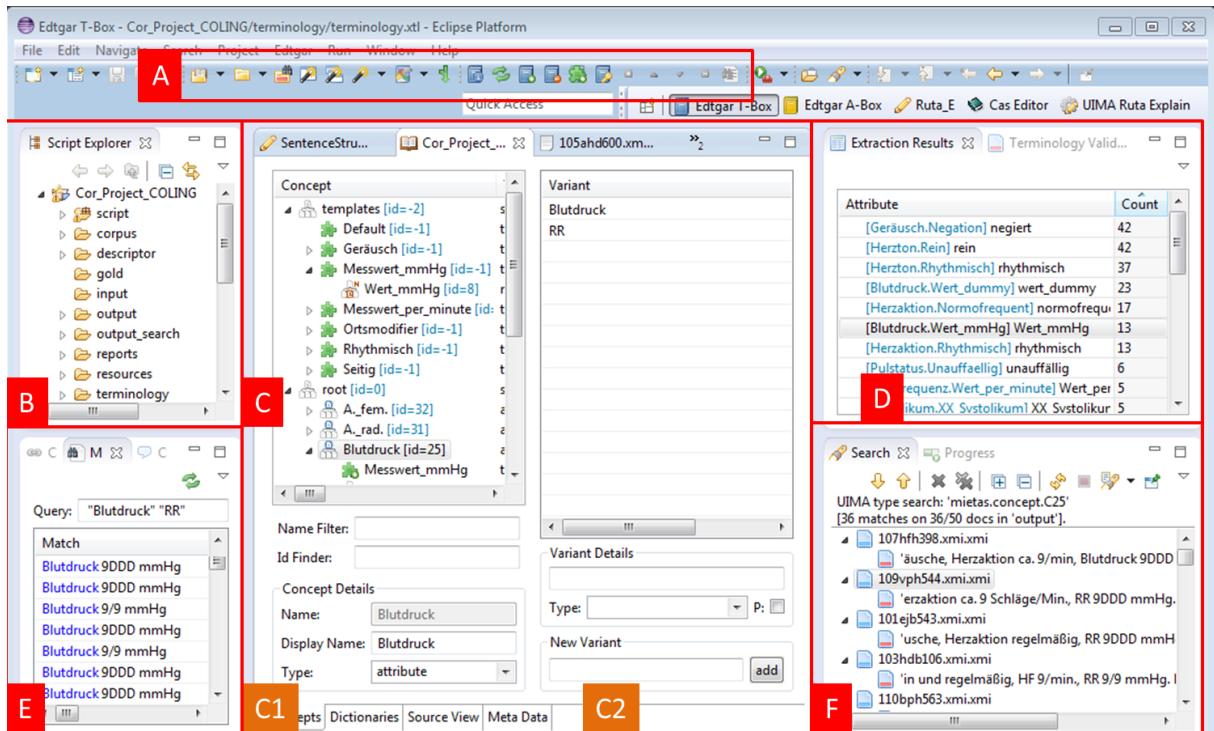 Edtgar T-Box - Cor_Project_COLING/terminology/terminology.xtl - Eclipse Platform
File Edit Navigate Search Project Edtgar Run Window Help
A
Quick Access
Edtgar T-Box Edtgar A-Box Ruta_E Cas Editor UIMA Ruta Explain
Script Explorer
Cor_Project_COLING
script
corpus
descriptor
gold
input
output
output_search
reports
resources
terminology
B
C M C
Query: "Blutdruck" "RR"
Match
Blutdruck 9DDD mmHg
Blutdruck 9DDD mmHg
Blutdruck 9/9 mmHg
Blutdruck 9DDD mmHg
Blutdruck 9/9 mmHg
Blutdruck 9DDD mmHg
Blutdruck 9DDD mmHg
E
SentenceStru... Cor_Project_... 105ahd600.xm... »2
Concept
templates [id=-2] s
Default [id=-1] t
Geräusch [id=-1] t
Messwert_mmHg [id=-1] t
Wert_mmHg [id=8] r
Messwert_per_minute [id= t
Ortsmodifier [id=-1] t
Rhythmisch [id=-1] t
Seitig [id=-1] t
root [id=0] s
A._fem. [id=32] a
A._rad. [id=31] a
Blutdruck [id=25] a
Messwert_mmHg t
C
Name Filter:
Id Finder:
Concept Details
Name: Blutdruck
Display Name: Blutdruck
Type: attribute
C1
epts Dictionaries Source View Meta Data
Variant
Blutdruck
RR
Variant Details
Type: P:
New Variant
add
C2
Extraction Results Terminology Valid...
Attribute Count
[Geräusch.Negation] negiert 42
[Herzton.Rein] rein 42
[Herzton.Rhythmisch] rhythmisch 37
[Blutdruck.Wert_dummy] wert_dummy 23
[Herzaktion.Normofrequent] normofrequ 17
[Blutdruck.Wert_mmHg] Wert_mmHg 13
[Herzaktion.Rhythmisch] rhythmisch 13
[Pulstatus.Unauffaellig] unauffällig 6
requenz.Wert_per_minute] Wert_per 5
ikum.XX_Systolikum] XX_Systolikur 5
D
Search Progress
UIMA type search: 'mietas.concept.C25'
[36 matches on 36/50 docs in 'output'].
107hfh398.xmi.xmi
'äusche, Herzaktion ca. 9/min, Blutdruck 9DDD
109vph544.xmi.xmi
'erzaktion ca. 9 Schläge/Min., RR 9DDD mmHg.
101ejb543.xmi.xmi
'usche, Herzaktion regelmäßig, RR 9DDD mmH
103hdb106.xmi.xmi
'in und regelmäßig, HF 9/min., RR 9/9 mmHg. I
110bph563.xmi.xmi
F